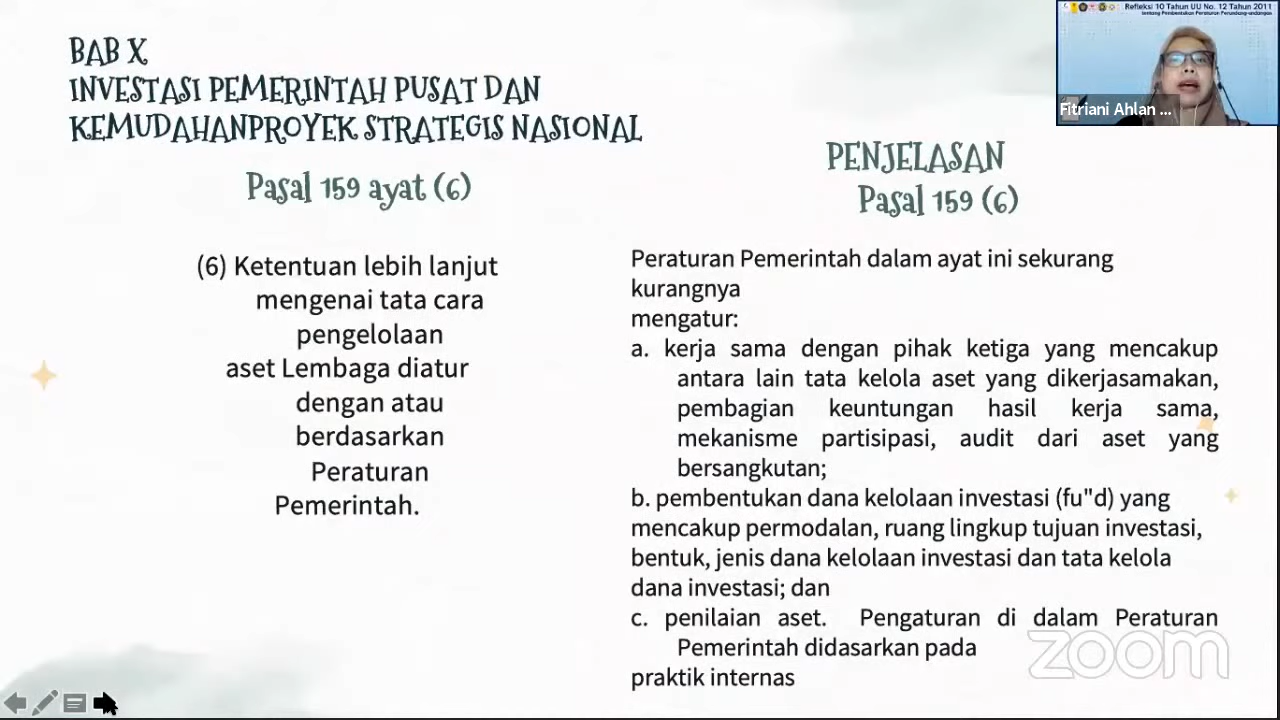 BAB X
INVESTASI PEMERINTAH PUSAT DAN
KEMUDAHANPROYEK STRATEGIS NASIONAL
Pasal 159 ayat (6)
(6) Ketentuan lebih lanjut
mengenai tata cara
pengelolaan
aset Lembaga diatur
dengan atau
berdasarkan
Peraturan
Pemerintah.
PENJELASAN
Pasal 159 (6)
Peraturan Pemerintah dalam ayat ini sekurang
kurangnya
mengatur:
a. kerja sama dengan pihak ketiga yang mencakup
antara lain tata kelola aset yang dikerjasamakan,
pembagian keuntungan hasil kerja sama,
mekanisme partisipasi, audit dari aset yang
bersangkutan;
b. pembentukan dana kelolaan investasi (fu"d) yang
mencakup permodalan, ruang lingkup tujuan investasi,
bentuk, jenis dana kelolaan investasi dan tata kelola
dana investasi; dan
c. penilaian aset. Pengaturan di dalam Peraturan
Pemerintah didasarkan pada
praktik internas
Refleksi 10 Tahun UU No. 12 Tahun 2011
tentang Pembentukan Peraturan Perundang-undangan
Fitriani Ahlan ...
zoom